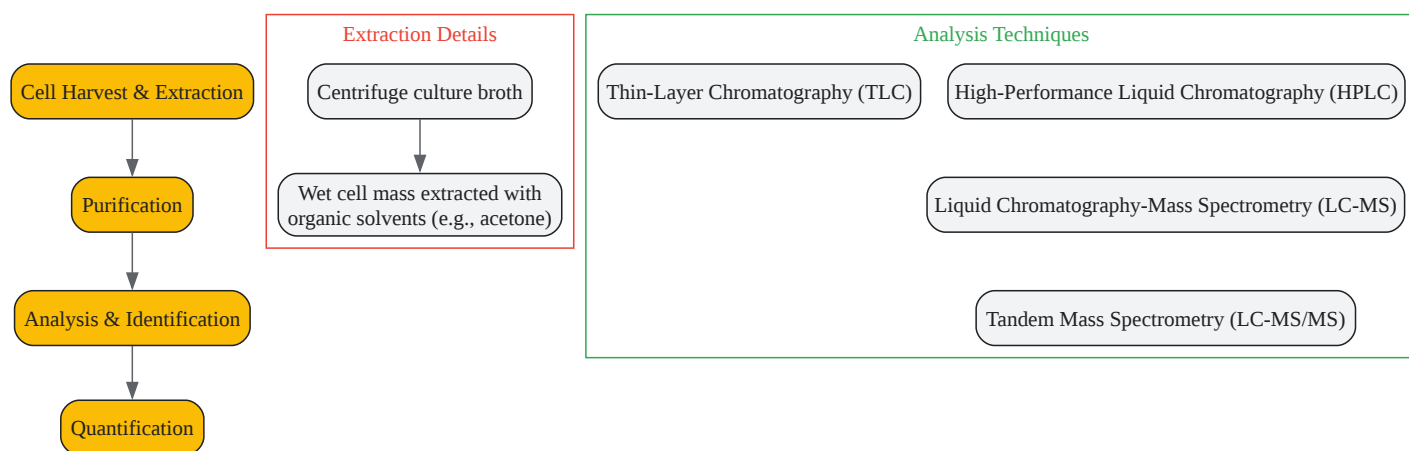 Extraction Details
Analysis Techniques
Cell Harvest & Extraction
Centrifuge culture broth
Thin-Layer Chromatography (TLC)
High-Performance Liquid Chromatography (HPLC)
Purification
Wet cell mass extracted with
organic solvents (e.g., acetone)
Liquid Chromatography-Mass Spectrometry (LC-MS)
Analysis & Identification
Tandem Mass Spectrometry (LC-MS/MS)
Quantification